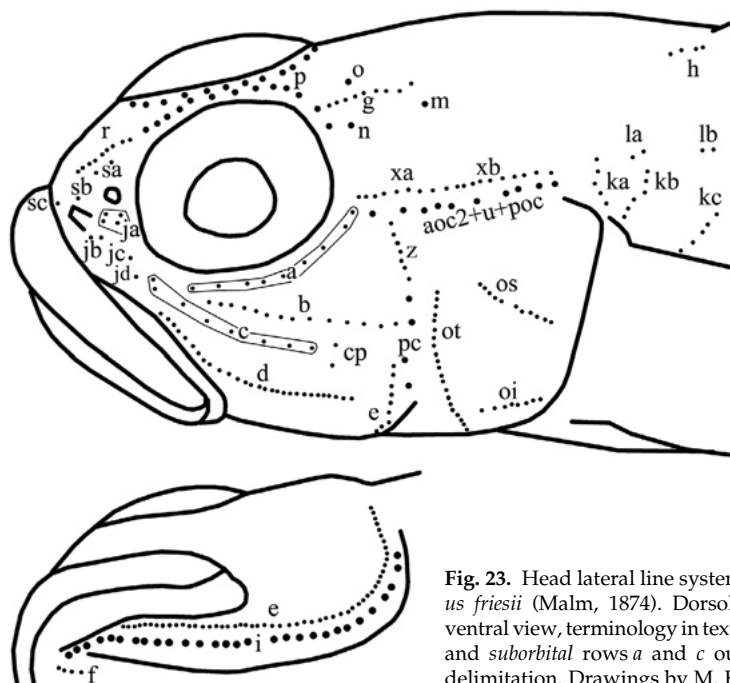 p
o
h
g
m
r
n
la
lb
sa
xa
xb
sb
ka
kb
sc
kc
ja
aoc2+u+poc
jb
jc
z
jd
a
os
b
c
ot
cp
pc
d
oi
e
Fig. 23. Head lateral line system
us friesii (Malm, 1874). Dorsol
ventral view, terminology in tex
e
and suborbital rows a and c ou
i
f
delimitation. Drawings by M.